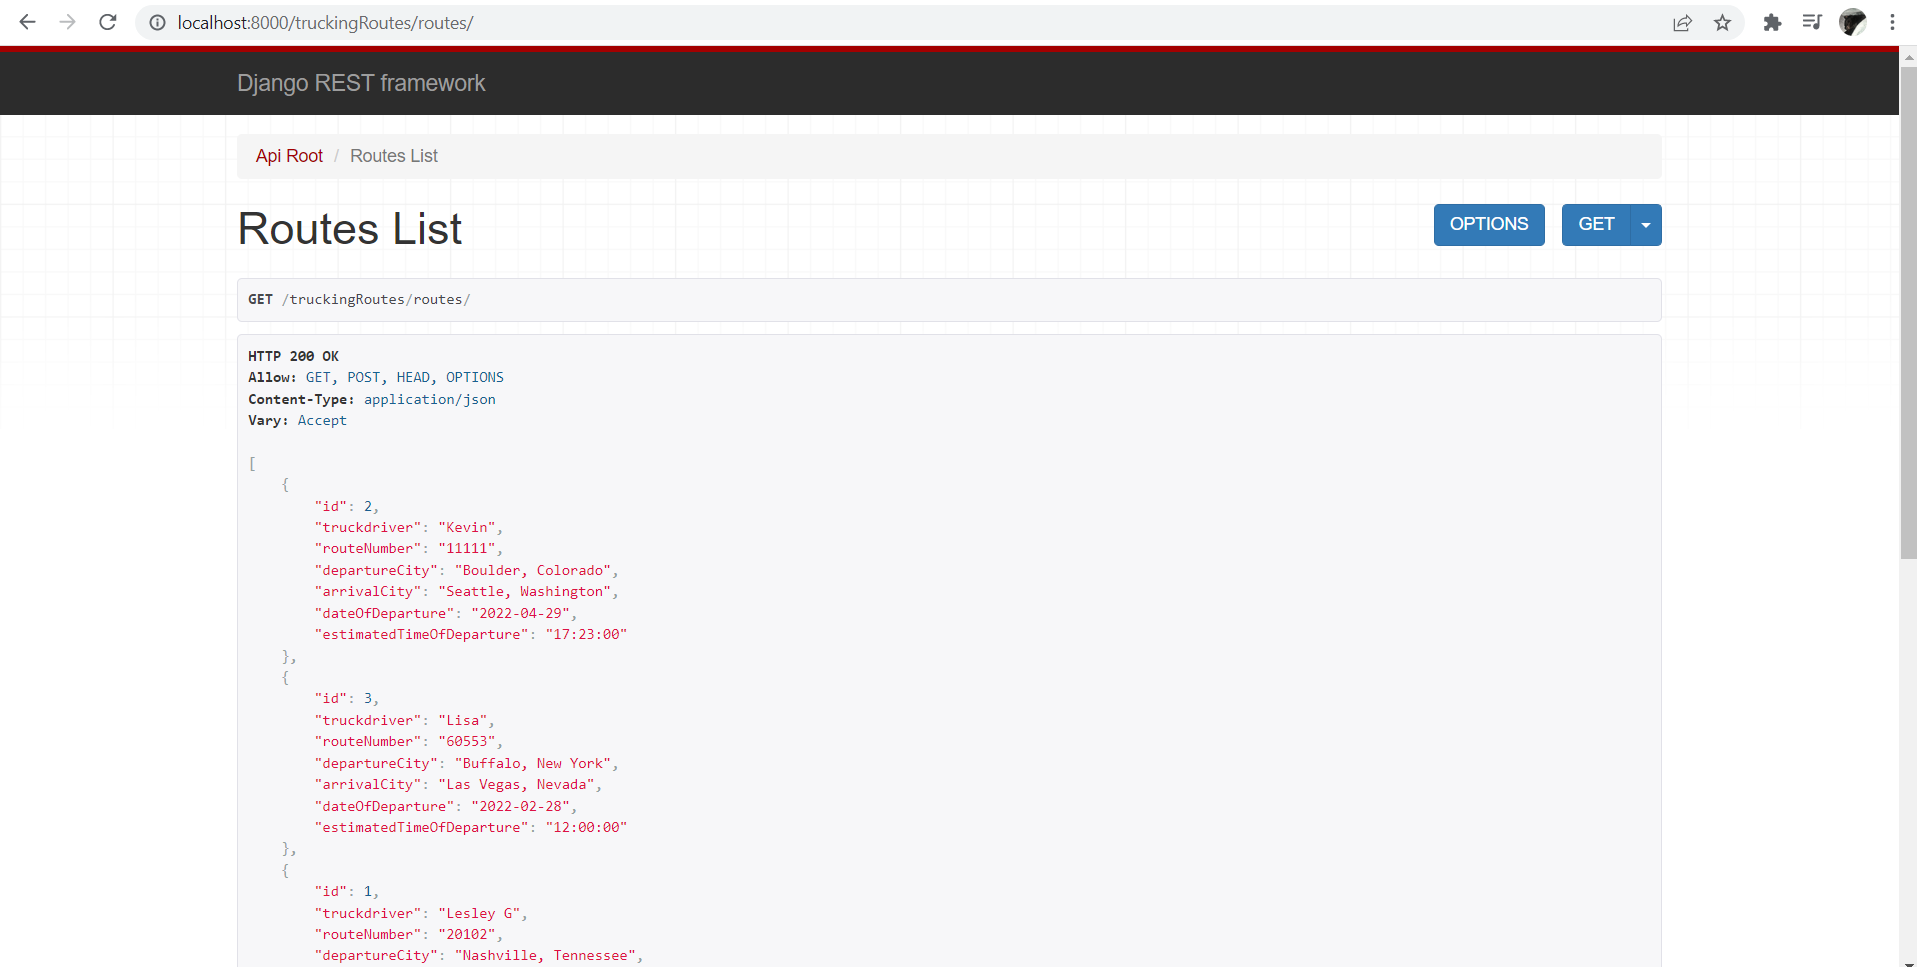 localhost:8000/truckingRoutes/routes/
Django REST framework
Api Root / Routes List
Routes List
OPTIONS GET
GET /truckingRoutes/routes/
HTTP 200 OK
Allow: GET, POST, HEAD, OPTIONS
Content-Type: application/json
Vary: Accept
[
    {
        "id": 2,
        "truckdriver": "Kevin",
        "routeNumber": "11111",
        "departureCity": "Boulder, Colorado",
        "arrivalCity": "Seattle, Washington",
        "dateOfDeparture": "2022-04-29",
        "estimatedTimeOfDeparture": "17:23:00"
    },
    {
        "id": 3,
        "truckdriver": "Lisa",
        "routeNumber": "60553",
        "departureCity": "Buffalo, New York",
        "arrivalCity": "Las Vegas, Nevada",
        "dateOfDeparture": "2022-02-28",
        "estimatedTimeOfDeparture": "12:00:00"
    },
    {
        "id": 1,
        "truckdriver": "Lesley G",
        "routeNumber": "20102",
        "departureCity": "Nashville, Tennessee",